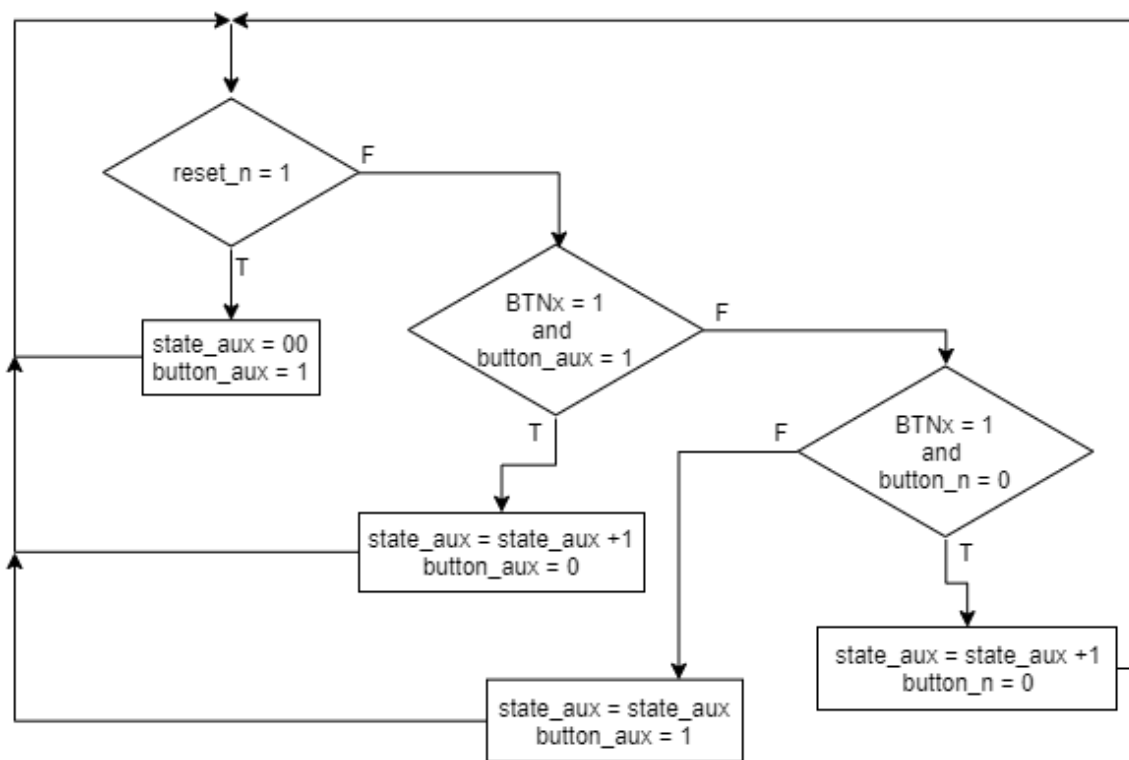 reset_n = 1
F
T
state_aux = 00
button_aux = 1
BTNx = 1
and
button_aux = 1
F
T
state_aux = state_aux +1
button_aux = 0
BTNx = 1
and
button_n = 0
F
T
state_aux = state_aux +1
button_n = 0
state_aux = state_aux
button_aux = 1